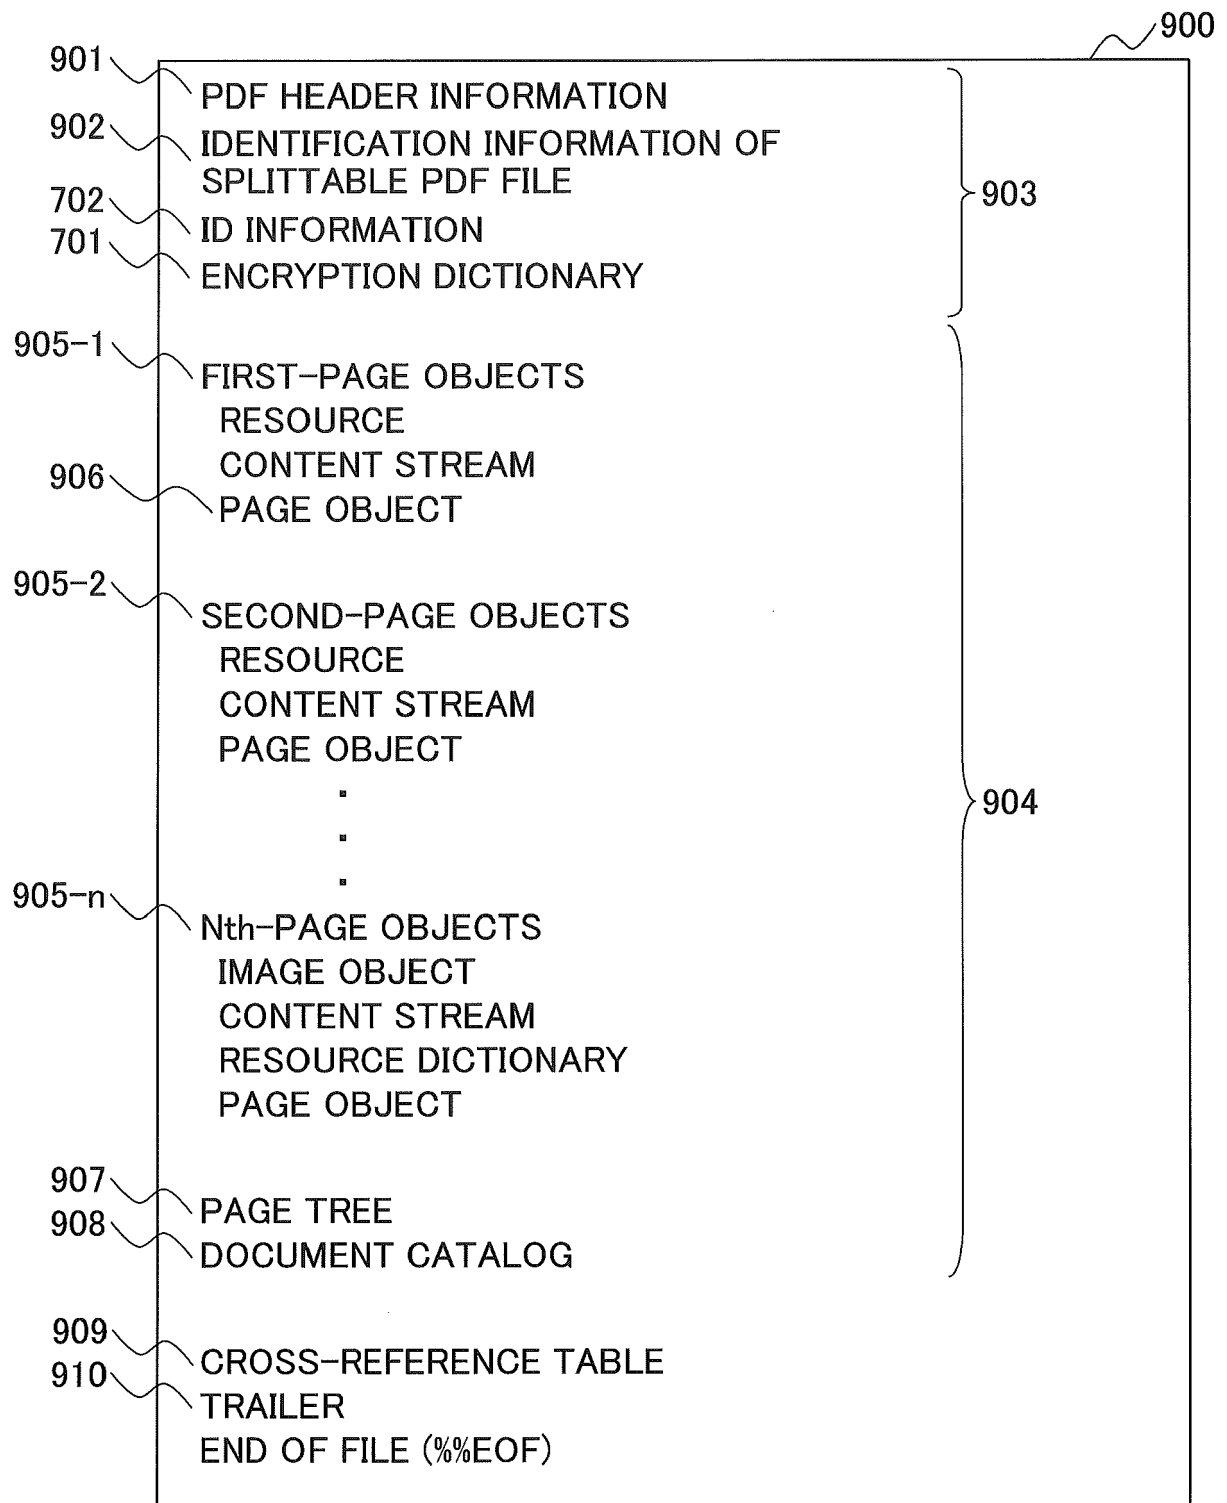 900
901
PDF HEADER INFORMATION
902
IDENTIFICATION INFORMATION OF
SPLITTABLE PDF FILE
903
702
ID INFORMATION
701
ENCRYPTION DICTIONARY
905-1
FIRST-PAGE OBJECTS
RESOURCE
CONTENT STREAM
906
PAGE OBJECT
905-2
SECOND-PAGE OBJECTS
RESOURCE
CONTENT STREAM
PAGE OBJECT
904
905-n
Nth-PAGE OBJECTS
IMAGE OBJECT
CONTENT STREAM
RESOURCE DICTIONARY
PAGE OBJECT
907
PAGE TREE
908
DOCUMENT CATALOG
909
CROSS-REFERENCE TABLE
910
TRAILER
END OF FILE (%%EOF)